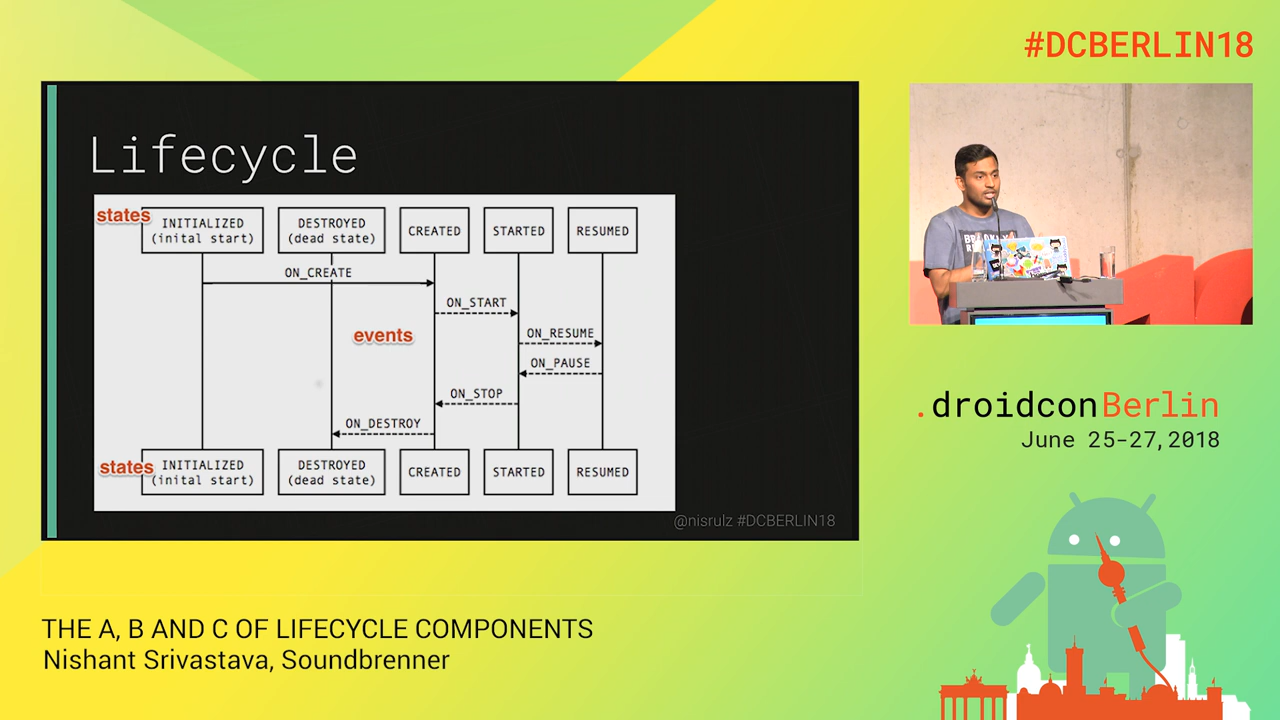 #DCBERLIN18
Lifecycle
states
INITIALIZED
(inital start)
DESTROYED
(dead state)
CREATED
STARTED
RESUMED
ON_CREATE
ON_START
events
ON_RESUME
ON_PAUSE
ON_STOP
ON_DESTROY
states
INITIALIZED
(inital start)
DESTROYED
(dead state)
CREATED
STARTED
RESUMED
@nisrulz #DCBERLIN18
.droidconBerlin
June 25-27, 2018
THE A, B AND C OF LIFECYCLE COMPONENTS
Nishant Srivastava, Soundbrenner